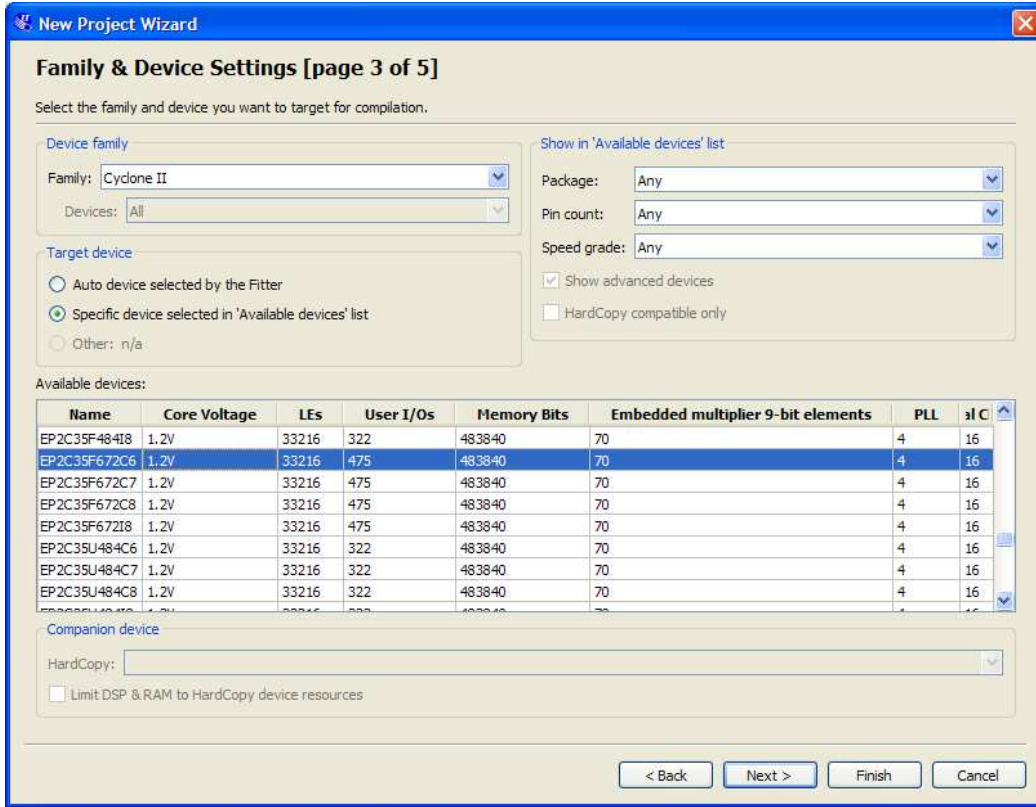 New Project Wizard
Family & Device Settings [page 3 of 5]
Select the family and device you want to target for compilation.
Device family
Family: Cyclone II
Devices: All
Show in 'Available devices' list
Package: Any
Pin count: Any
Speed grade: Any
Show advanced devices
HardCopy compatible only
Target device
Auto device selected by the Fitter
Specific device selected in 'Available devices' list
Other: n/a
Available devices:
Name Core Voltage LEs User I/Os Memory Bits Embedded multiplier 9-bit elements PLL al C
EP2C35F484I8 1.2V 33216 322 483840 70 4 16
EP2C35F672C6 1.2V 33216 475 483840 70 4 16
EP2C35F672C7 1.2V 33216 475 483840 70 4 16
EP2C35F672C8 1.2V 33216 475 483840 70 4 16
EP2C35F672I8 1.2V 33216 475 483840 70 4 16
EP2C35U484C6 1.2V 33216 322 483840 70 4 16
EP2C35U484C7 1.2V 33216 322 483840 70 4 16
EP2C35U484C8 1.2V 33216 322 483840 70 4 16
Companion device
HardCopy:
Limit DSP & RAM to HardCopy device resources
< Back Next > Finish Cancel